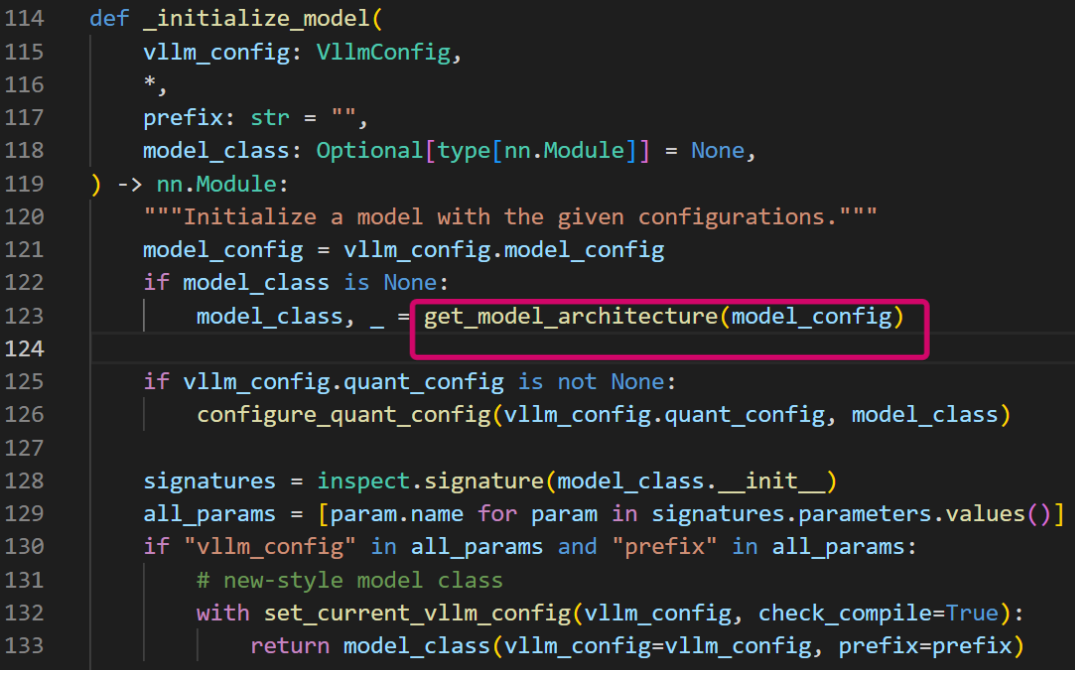 114 def _initialize_model(
115     vllm_config: VllmConfig,
116     *,
117     prefix: str = "",
118     model_class: Optional[type[nn.Module]] = None,
119 ) -> nn.Module:
120     """Initialize a model with the given configurations."""
121     model_config = vllm_config.model_config
122     if model_class is None:
123         model_class, _ = get_model_architecture(model_config)
124
125     if vllm_config.quant_config is not None:
126         configure_quant_config(vllm_config.quant_config, model_class)
127
128     signatures = inspect.signature(model_class.__init__)
129     all_params = [param.name for param in signatures.parameters.values()]
130     if "vllm_config" in all_params and "prefix" in all_params:
131         # new-style model class
132         with set_current_vllm_config(vllm_config, check_compile=True):
133             return model_class(vllm_config=vllm_config, prefix=prefix)